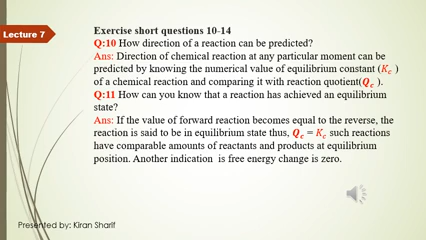 Lecture 7
Exercise short questions 10-14
Q:10 How direction of a reaction can be predicted?
Ans: Direction of chemical reaction at any particular moment can be
predicted by knowing the numerical value of equilibrium constant (K_c )
of a chemical reaction and comparing it with reaction quotient(Q_c ).
Q:11 How can you know that a reaction has achieved an equilibrium
state?
Ans: If the value of forward reaction becomes equal to the reverse, the
reaction is said to be in equilibrium state thus, Q_c = K_c such reactions
have comparable amounts of reactants and products at equilibrium
position. Another indication is free energy change is zero.
Presented by: Kiran Sharif